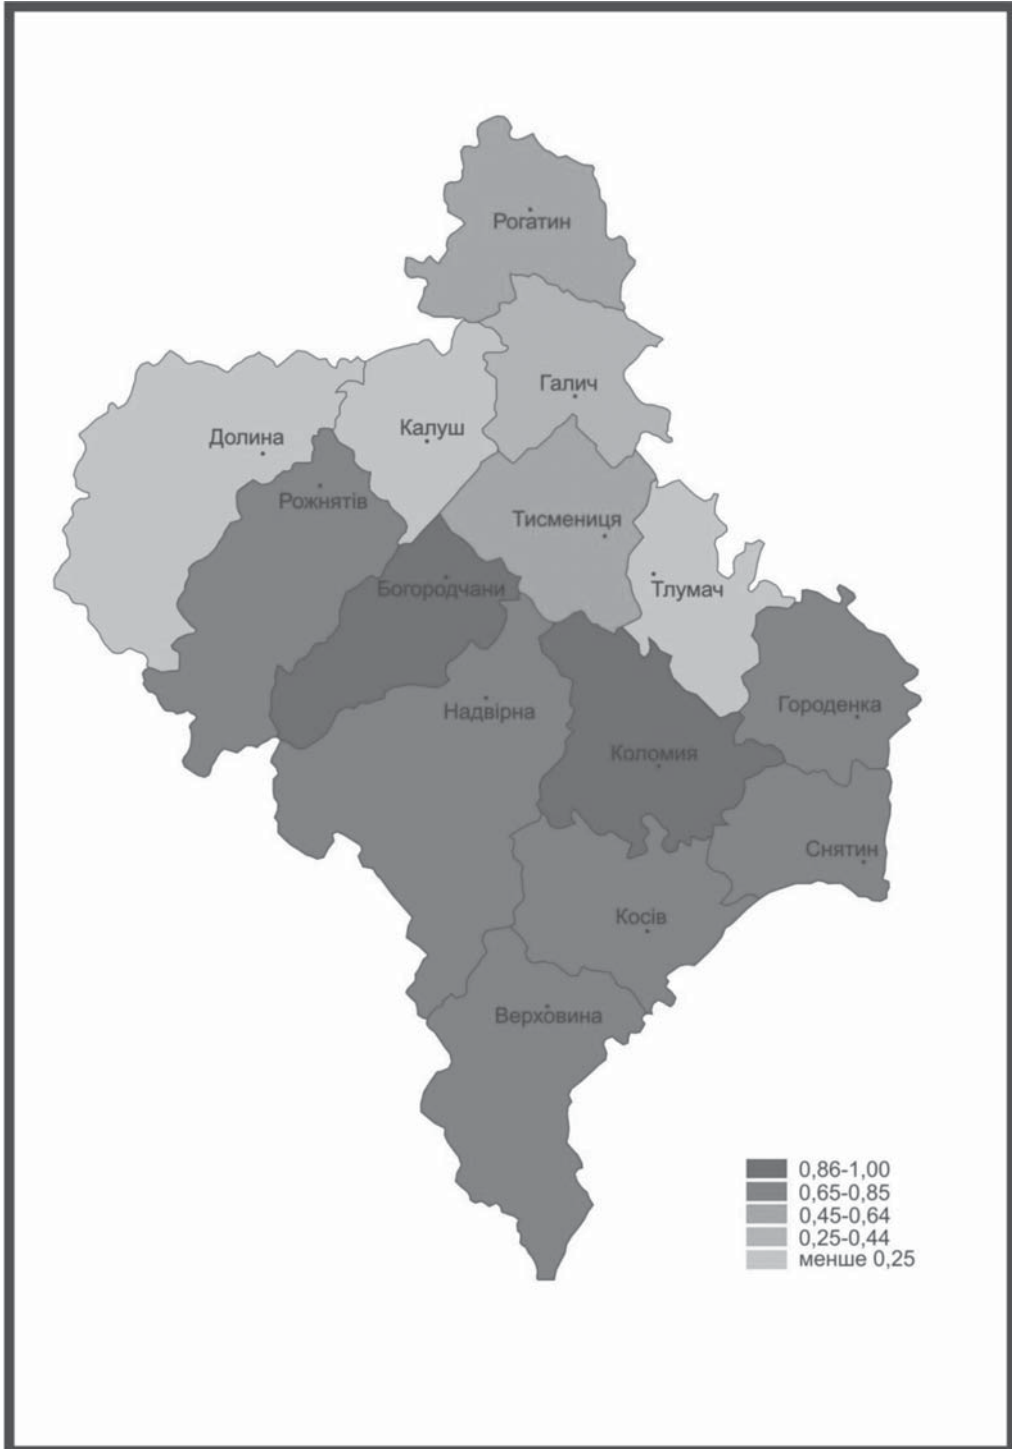 Рогатин
Галич
Калуш
Долина
Рожнятів
Тисмениця
Богородчани
Тлумач
Надвірна
Городенка
Коломия
Снятин
Косів
Верховина
0,86-1,00
0,65-0,85
0,45-0,64
0,25-0,44
менше 0,25